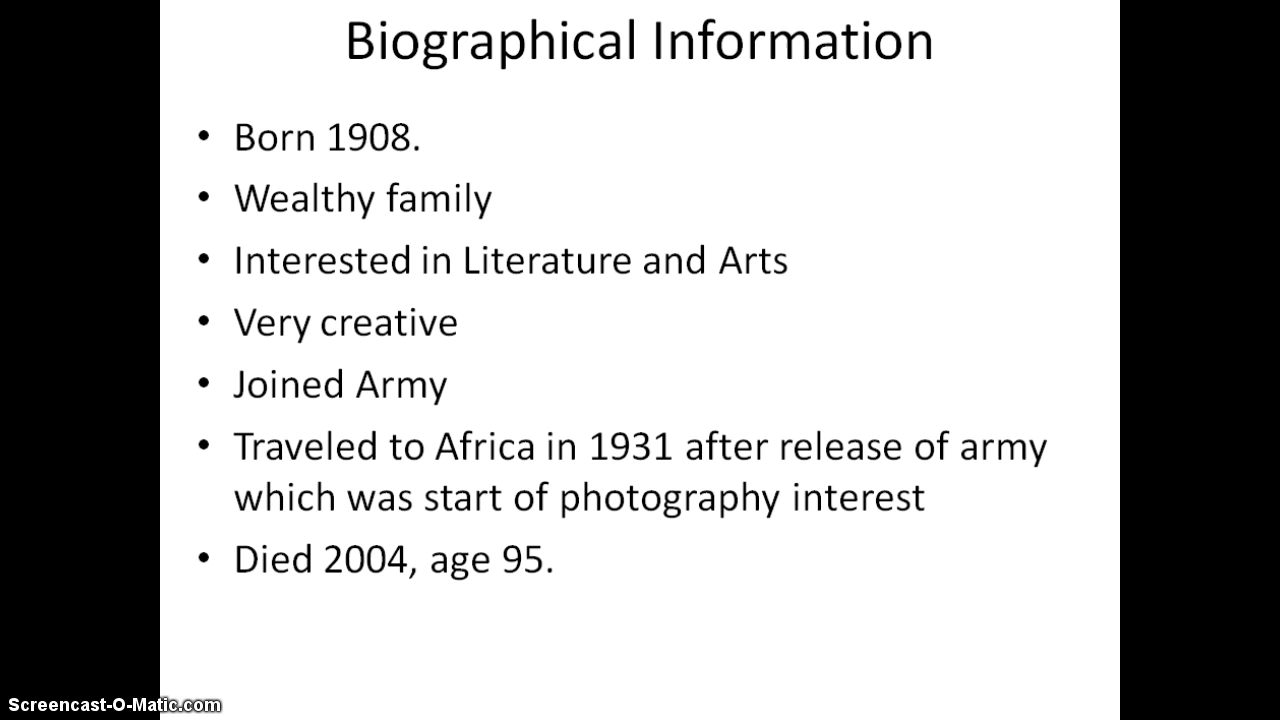 Biographical Information
• Born 1908.
• Wealthy family
• Interested in Literature and Arts
• Very creative
• Joined Army
• Traveled to Africa in 1931 after release of army
which was start of photography interest
• Died 2004, age 95.
Screencast-O-Matic.com